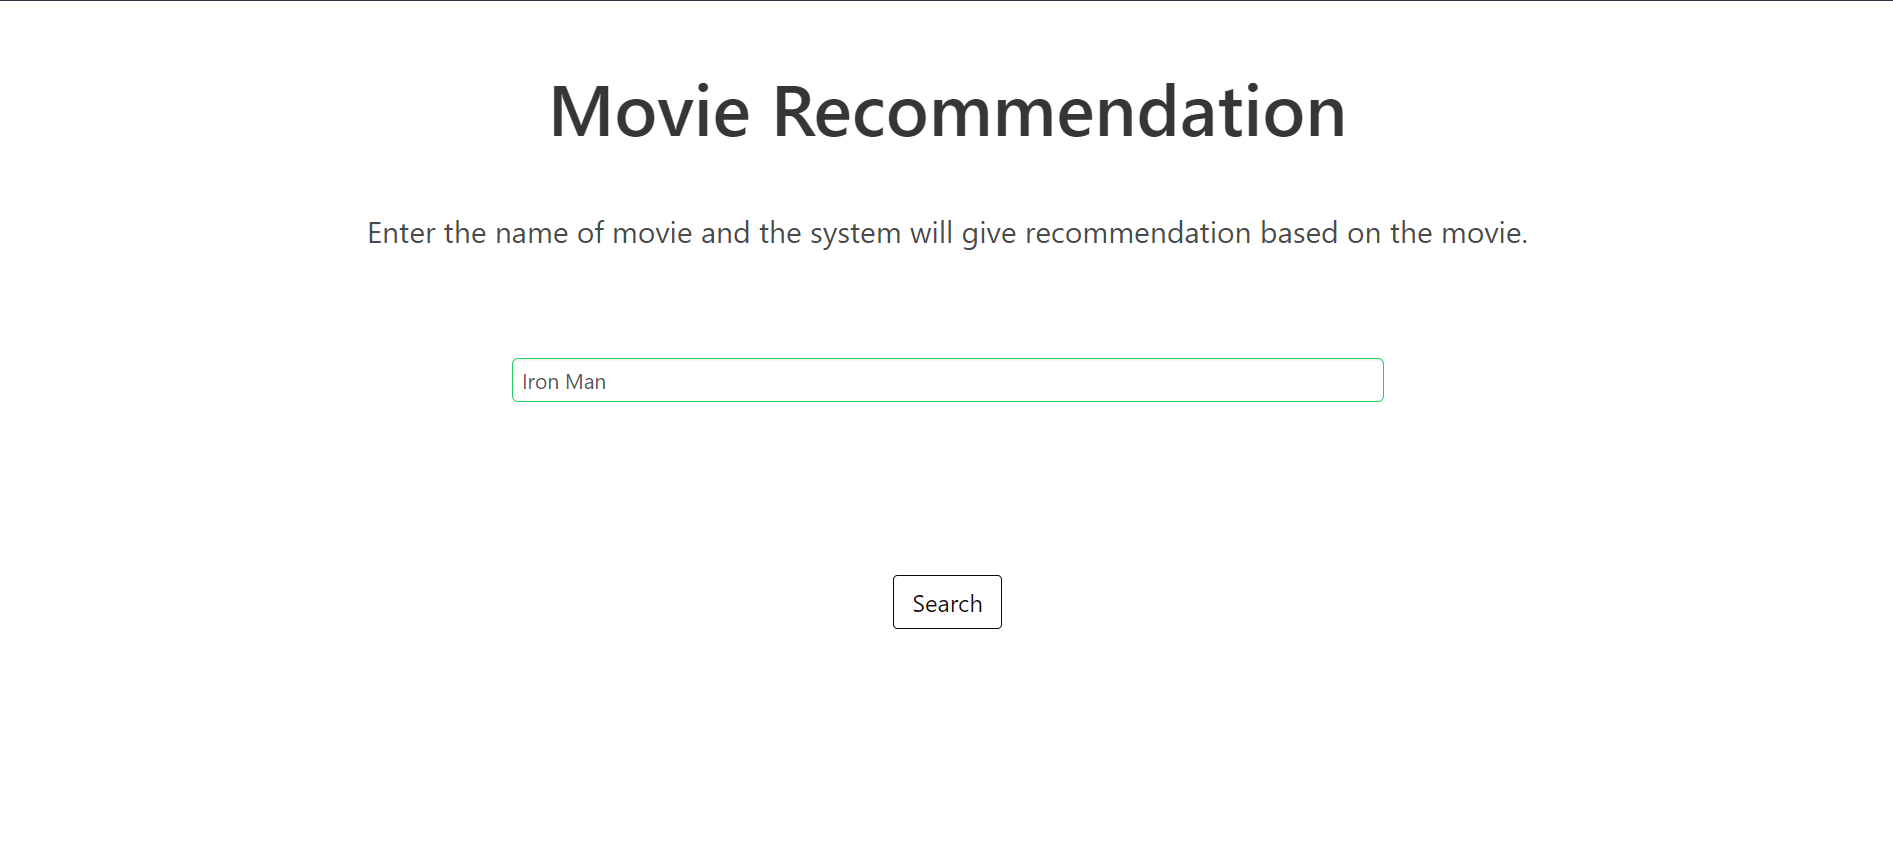 Movie Recommendation
Enter the name of movie and the system will give recommendation based on the movie.
Iron Man
Search